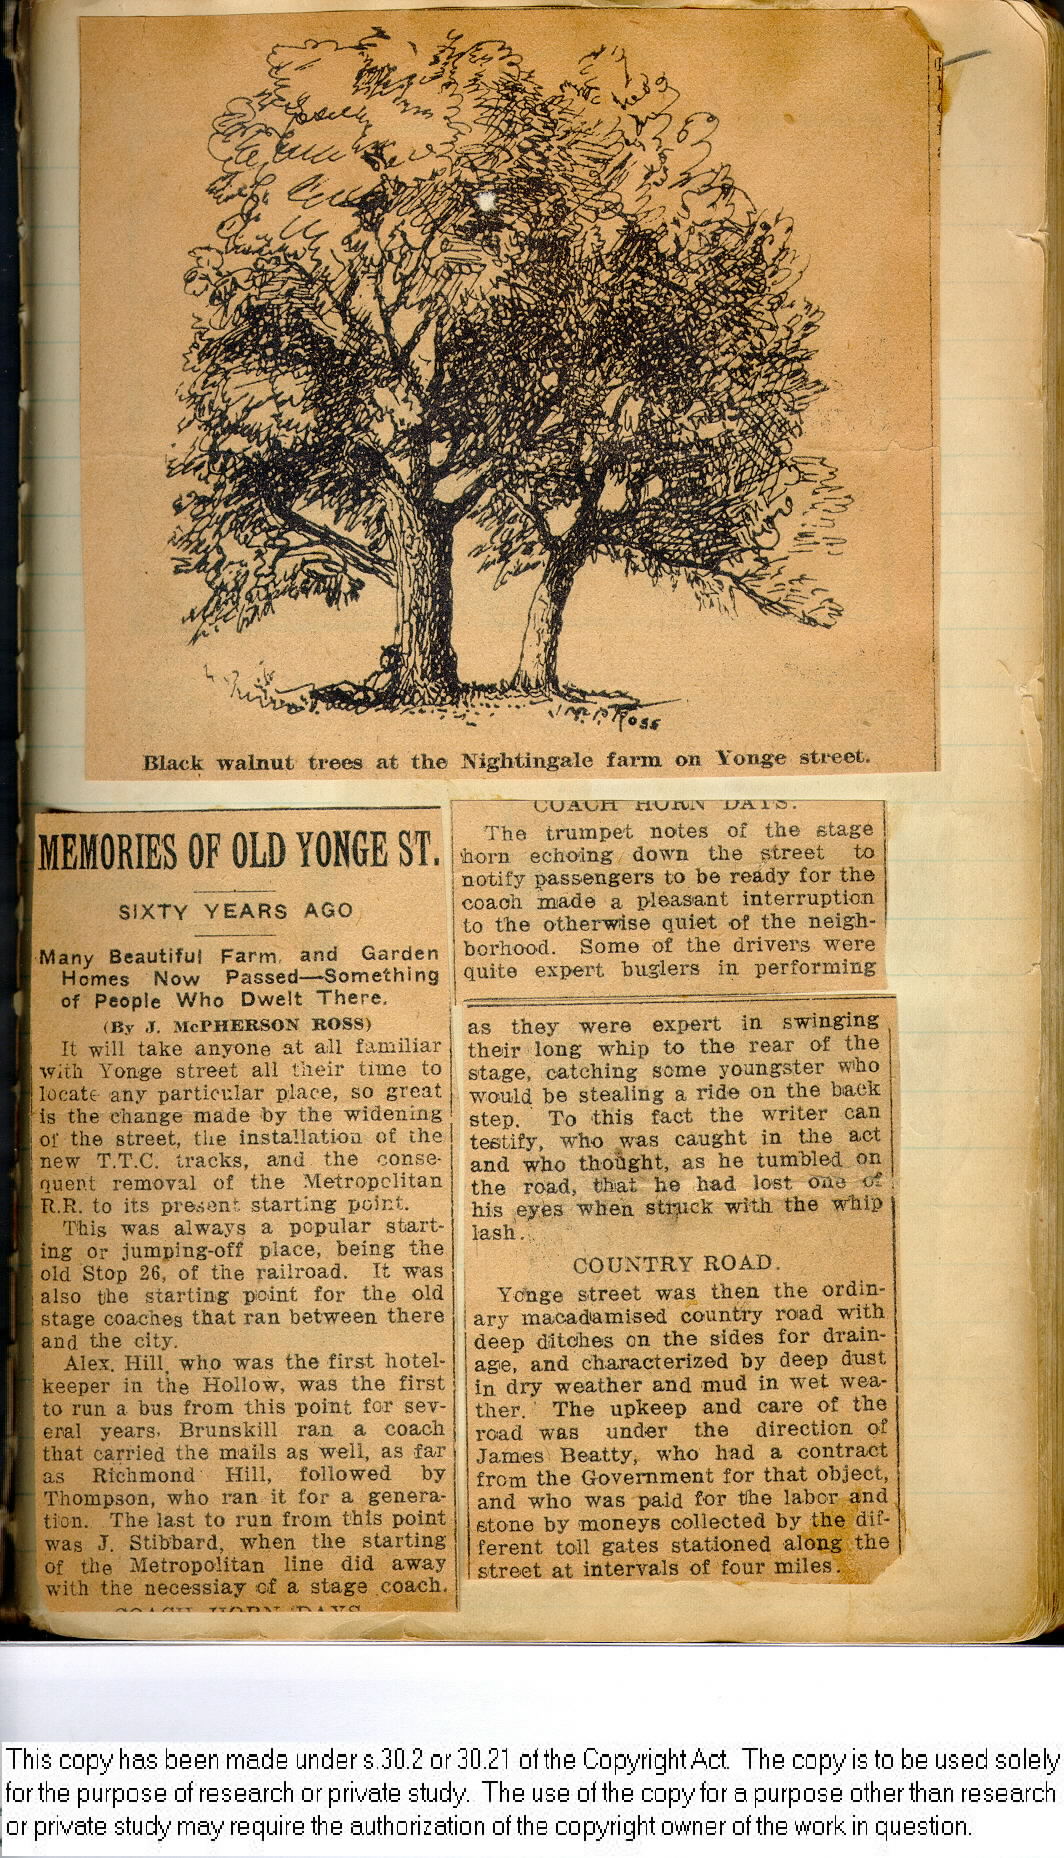 J. McP. Ross
Black walnut trees at the Nightingale farm on Yonge street.
MEMORIES OF OLD YONGE ST.
SIXTY YEARS AGO
Many Beautiful Farm, and Garden
Homes Now Passed—Something
of People Who Dwelt There.
(By J. McPHERSON ROSS)
It will take anyone at all familiar
with Yonge street all their time to
locate any particular place, so great
is the change made by the widening
of the street, the installation of the
new T.T.C. tracks, and the conse-
quent removal of the Metropolitan
R.R. to its present starting point.
This was always a popular start-
ing or jumping-off place, being the
old Stop 26, of the railroad. It was
also the starting point for the old
stage coaches that ran between there
and the city.
Alex. Hill, who was the first hotel-
keeper in the Hollow, was the first
to run a bus from this point for sev-
eral years. Brunskill ran a coach
that carried the mails as well, as far
as Richmond Hill, followed by
Thompson, who ran it for a genera-
tion. The last to run from this point
was J. Stibbard, when the starting
of the Metropolitan line did away
with the necessiay of a stage coach.
COACH HORN DAYS
COACH HORN DAYS.
The trumpet notes of the stage
horn echoing down the street to
notify passengers to be ready for the
coach made a pleasant interruption
to the otherwise quiet of the neigh-
borhood. Some of the drivers were
quite expert buglers in performing
as they were expert in swinging
their long whip to the rear of the
stage, catching some youngster who
would be stealing a ride on the back
step. To this fact the writer can
testify, who was caught in the act
and who thought, as he tumbled on
the road, that he had lost one of
his eyes when struck with the whip
lash.
COUNTRY ROAD.
Yonge street was then the ordin-
ary macadamised country road with
deep ditches on the sides for drain-
age, and characterized by deep dust
in dry weather and mud in wet wea-
ther. The upkeep and care of the
road was under the direction of
James Beatty, who had a contract
from the Government for that object,
and who was paid for the labor and
stone by moneys collected by the dif-
ferent toll gates stationed along the
street at intervals of four miles.
This copy has been made under s.30.2 or 30.21 of the Copyright Act. The copy is to be used solely
for the purpose of research or private study. The use of the copy for a purpose other than research
or private study may require the authorization of the copyright owner of the work in question.